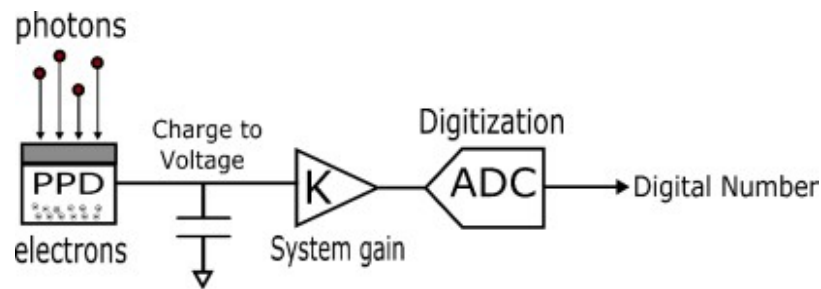 photons
PPD
electrons
Charge to
Voltage
K
System gain
Digitization
ADC
Digital Number